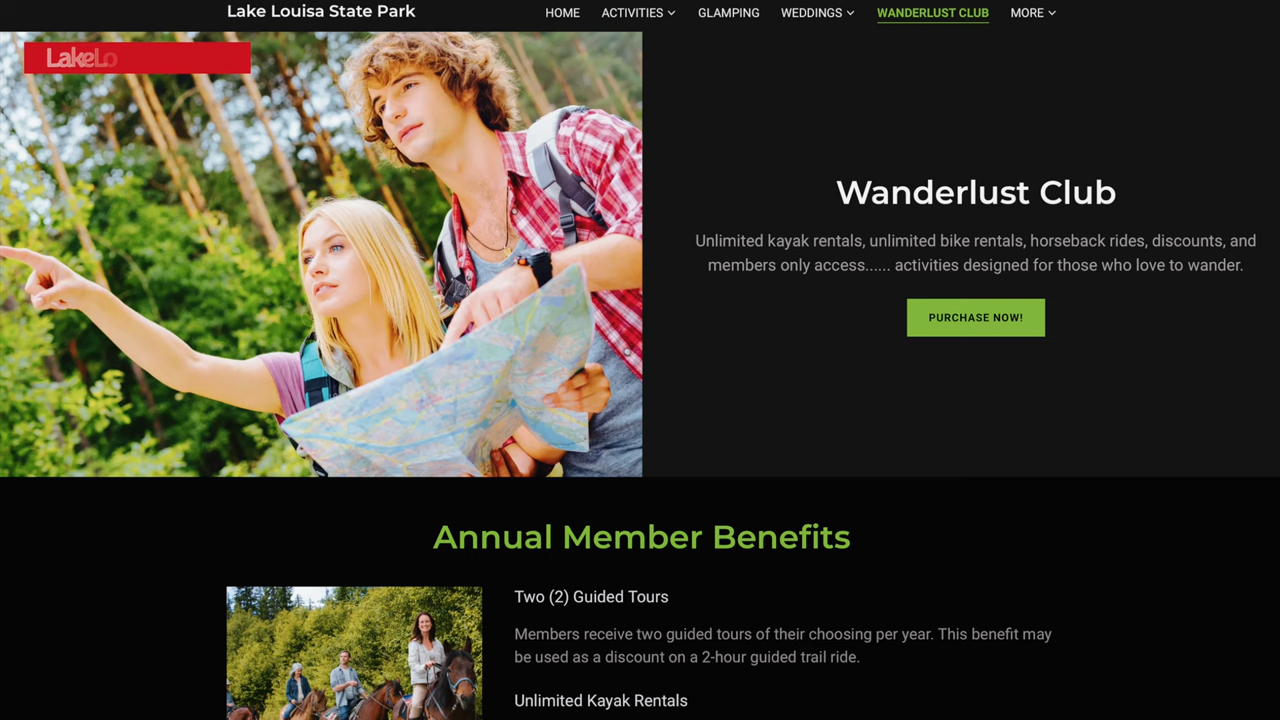 Lake Louisa State Park
HOME ACTIVITIES GLAMPING WEDDINGS WANDERLUST CLUB MORE
LakeLo
Wanderlust Club
Unlimited kayak rentals, unlimited bike rentals, horseback rides, discounts, and
members only access...... activities designed for those who love to wander.
PURCHASE NOW!
Annual Member Benefits
Two (2) Guided Tours
Members receive two guided tours of their choosing per year. This benefit may
be used as a discount on a 2-hour guided trail ride.
Unlimited Kayak Rentals